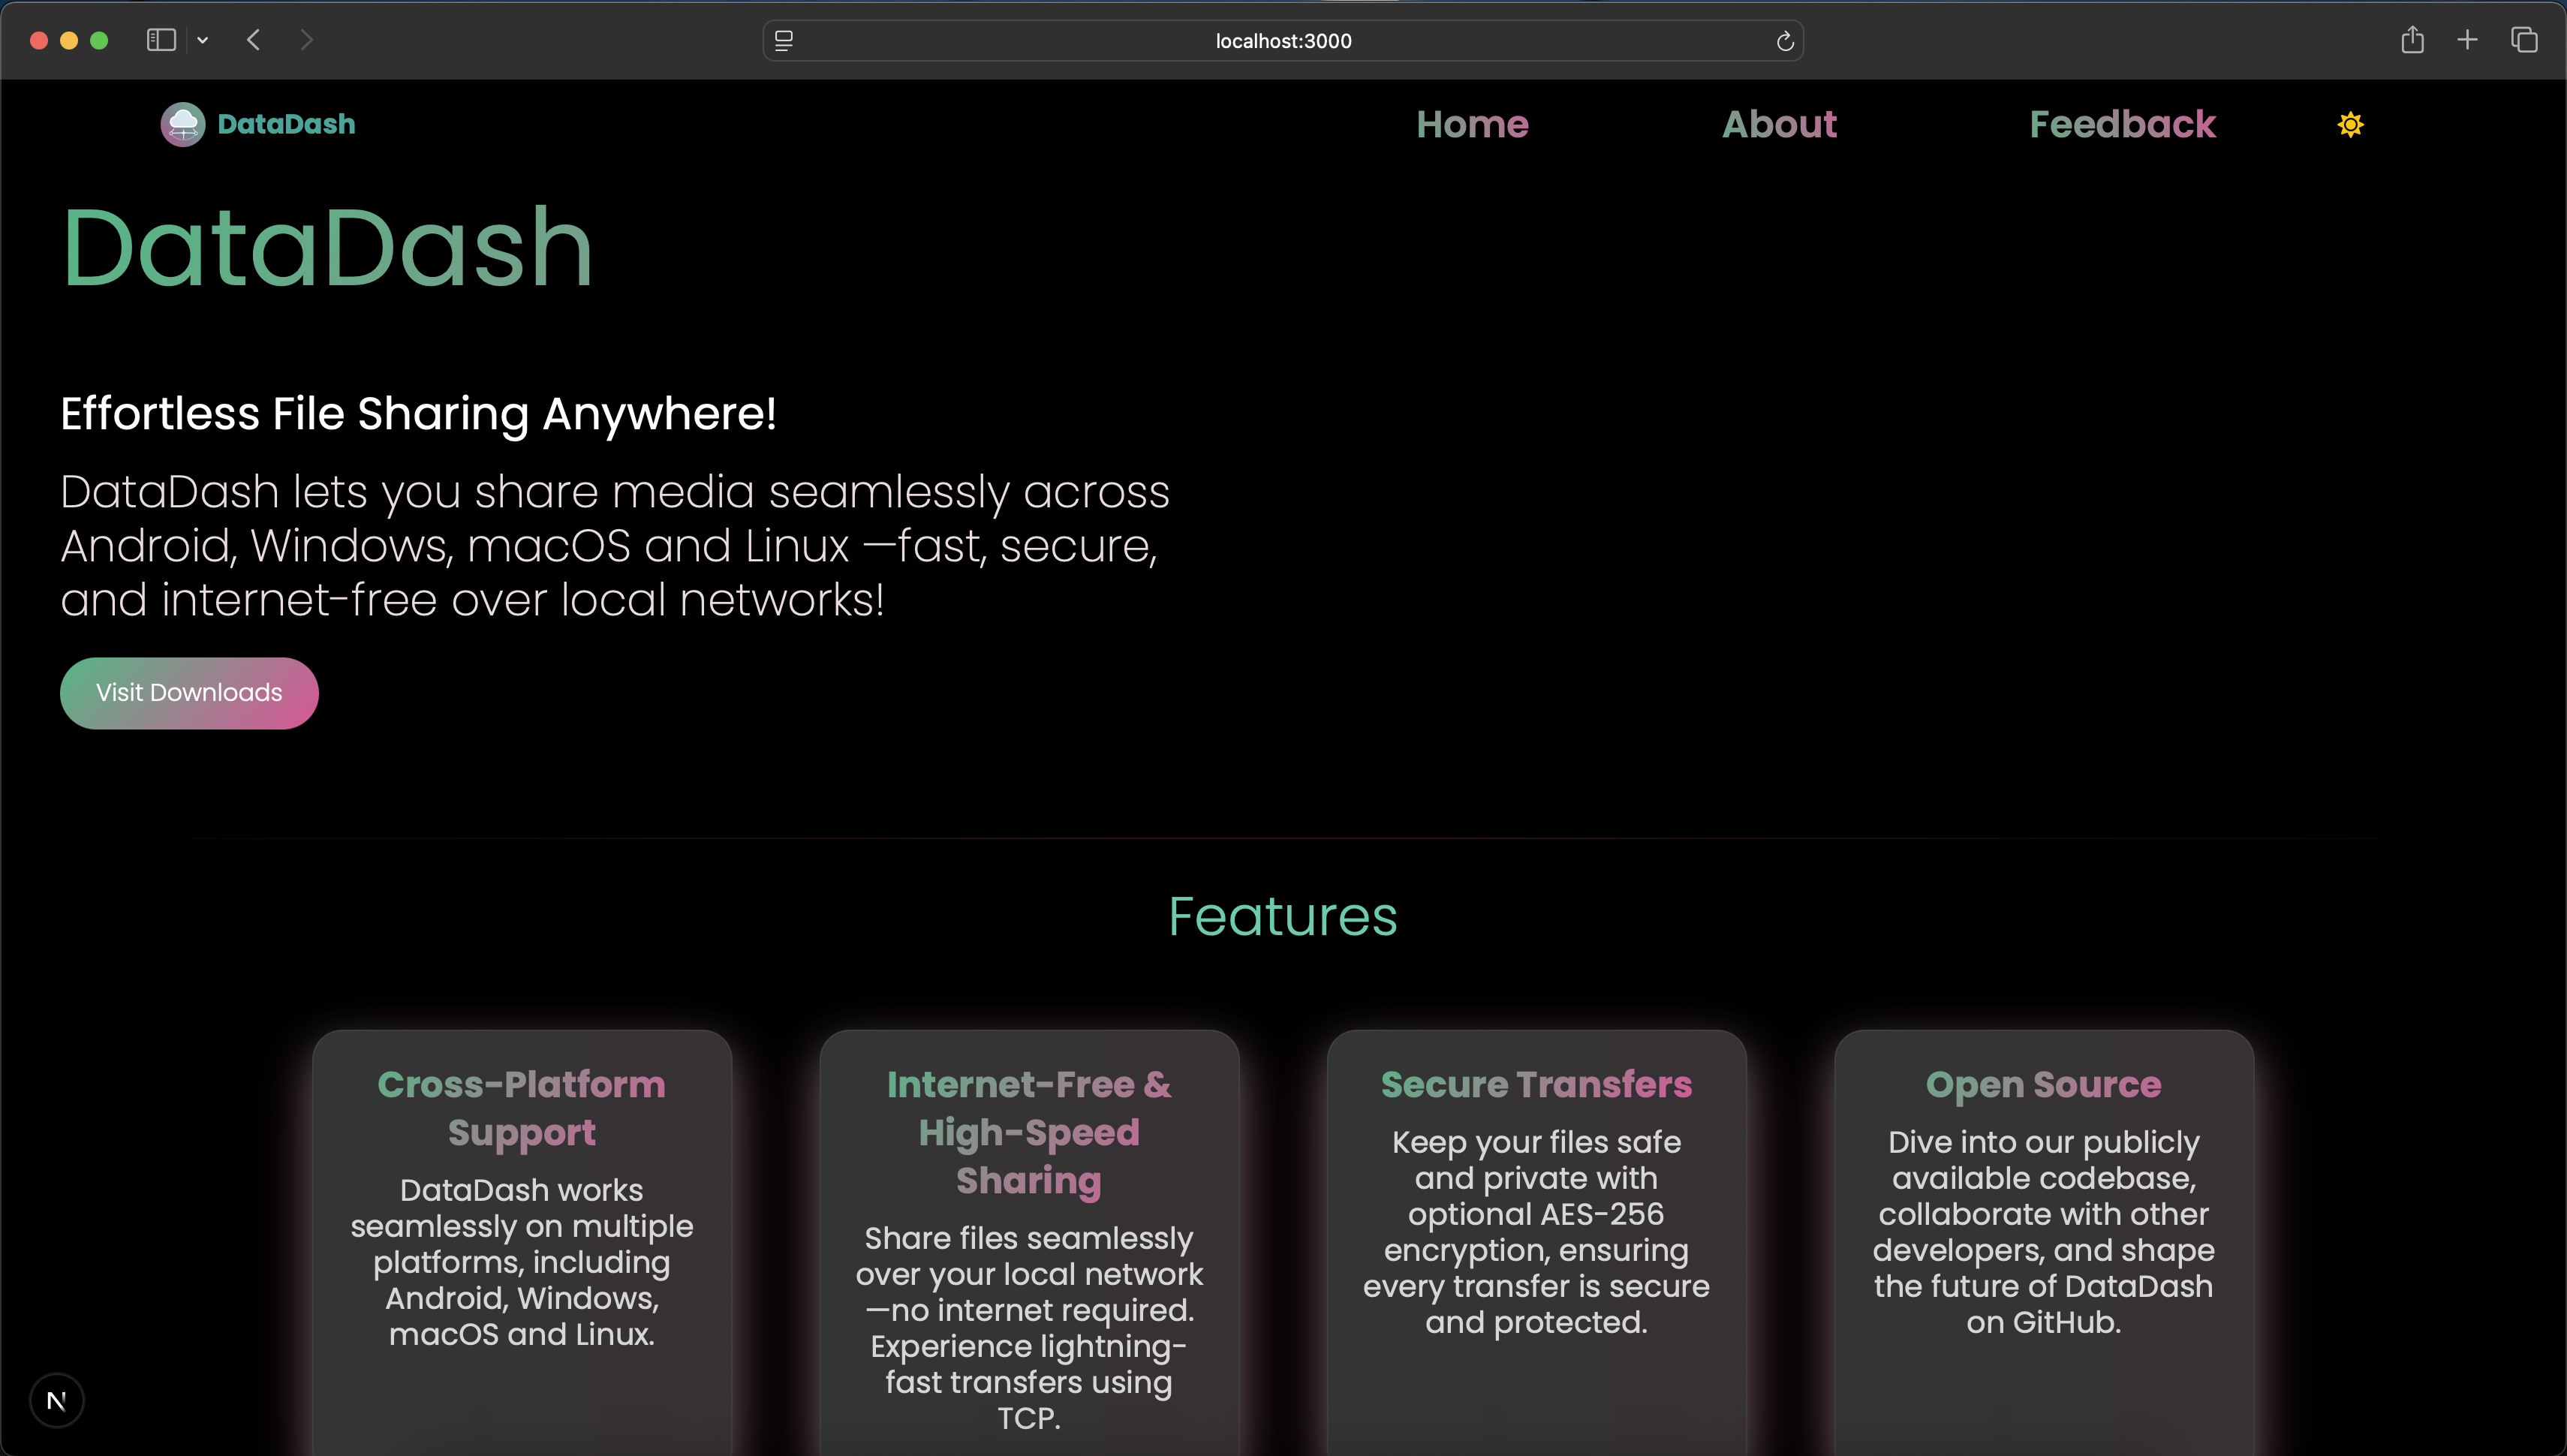 localhost:3000
DataDash
Home
About
Feedback
DataDash
Effortless File Sharing Anywhere!
DataDash lets you share media seamlessly across
Android, Windows, macOS and Linux —fast, secure,
and internet-free over local networks!
Visit Downloads
Features
Cross-Platform
Support
DataDash works
seamlessly on multiple
platforms, including
Android, Windows,
macOS and Linux.
Internet-Free &
High-Speed
Sharing
Share files seamlessly
over your local network
—no internet required.
Experience lightning-
fast transfers using
TCP.
Secure Transfers
Keep your files safe
and private with
optional AES-256
encryption, ensuring
every transfer is secure
and protected.
Open Source
Dive into our publicly
available codebase,
collaborate with other
developers, and shape
the future of DataDash
on GitHub.
N